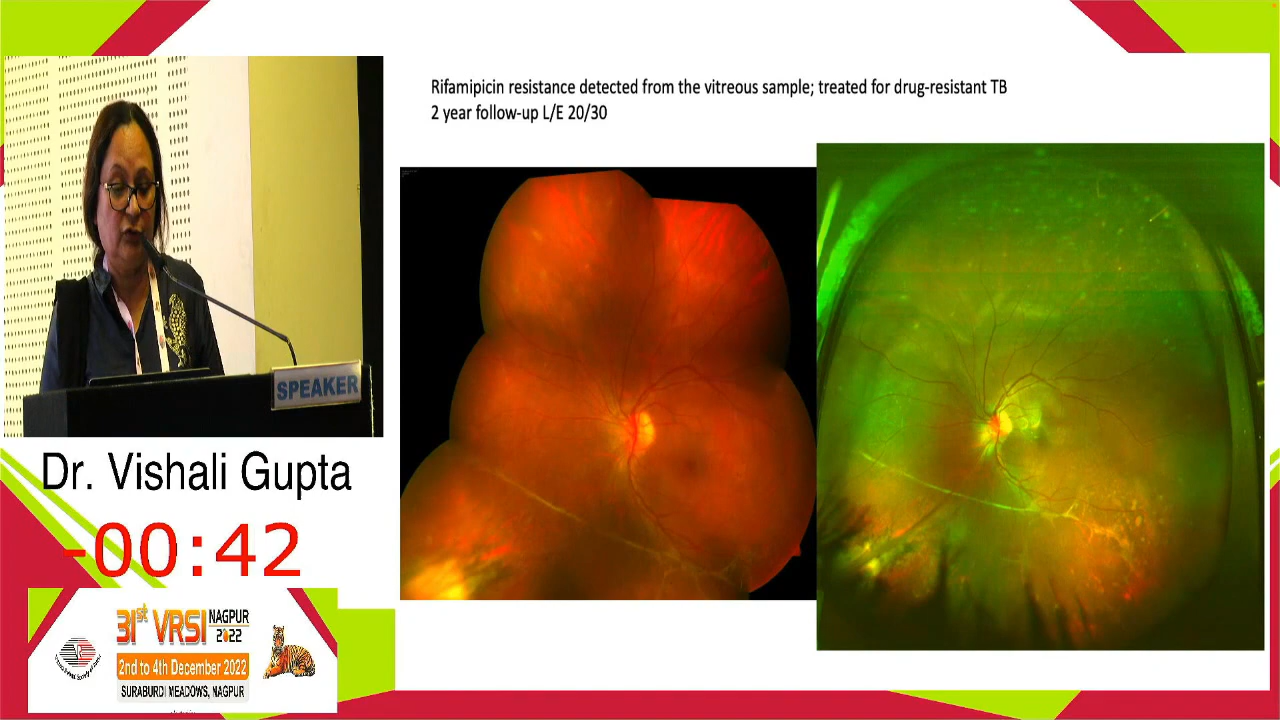 Rifamipicin resistance detected from the vitreous sample; treated for drug-resistant TB
2 year follow-up L/E 20/30
SPEAKER
Dr. Vishali Gupta
-00:42
31st VRSI NAGPUR 2022
2nd to 4th December 2022
SURABURDI MEADOWS, NAGPUR